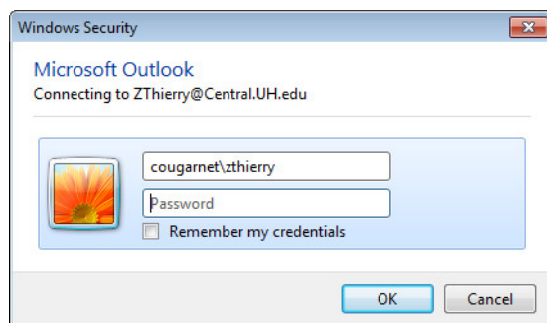 Windows Security
Microsoft Outlook
Connecting to ZThierry@Central.UH.edu
cougarnet\zthierry
Password
Remember my credentials
OK
Cancel